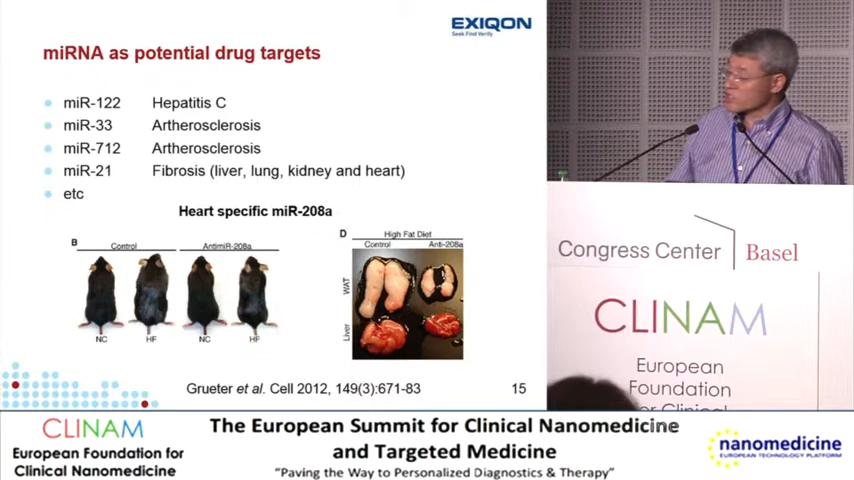 EXIQON
Seek Find Verify
miRNA as potential drug targets
miR-122 Hepatitis C
miR-33 Artherosclerosis
miR-712 Artherosclerosis
miR-21 Fibrosis (liver, lung, kidney and heart)
etc
Heart specific miR-208a
B Control AntimiR-208a
NC HF NC HF
D High Fat Diet
Control Anti-208a
WAT
Liver
Grueter et al. Cell 2012, 149(3):671-83 15
Congress Center Basel
CLINAM
European
Foundation
for Clinical
CLINAM
European Foundation for
Clinical Nanomedicine
The European Summit for Clinical Nanomedicine
and Targeted Medicine
"Paving the Way to Personalized Diagnostics & Therapy"
nanomedicine
EUROPEAN TECHNOLOGY PLATFORM